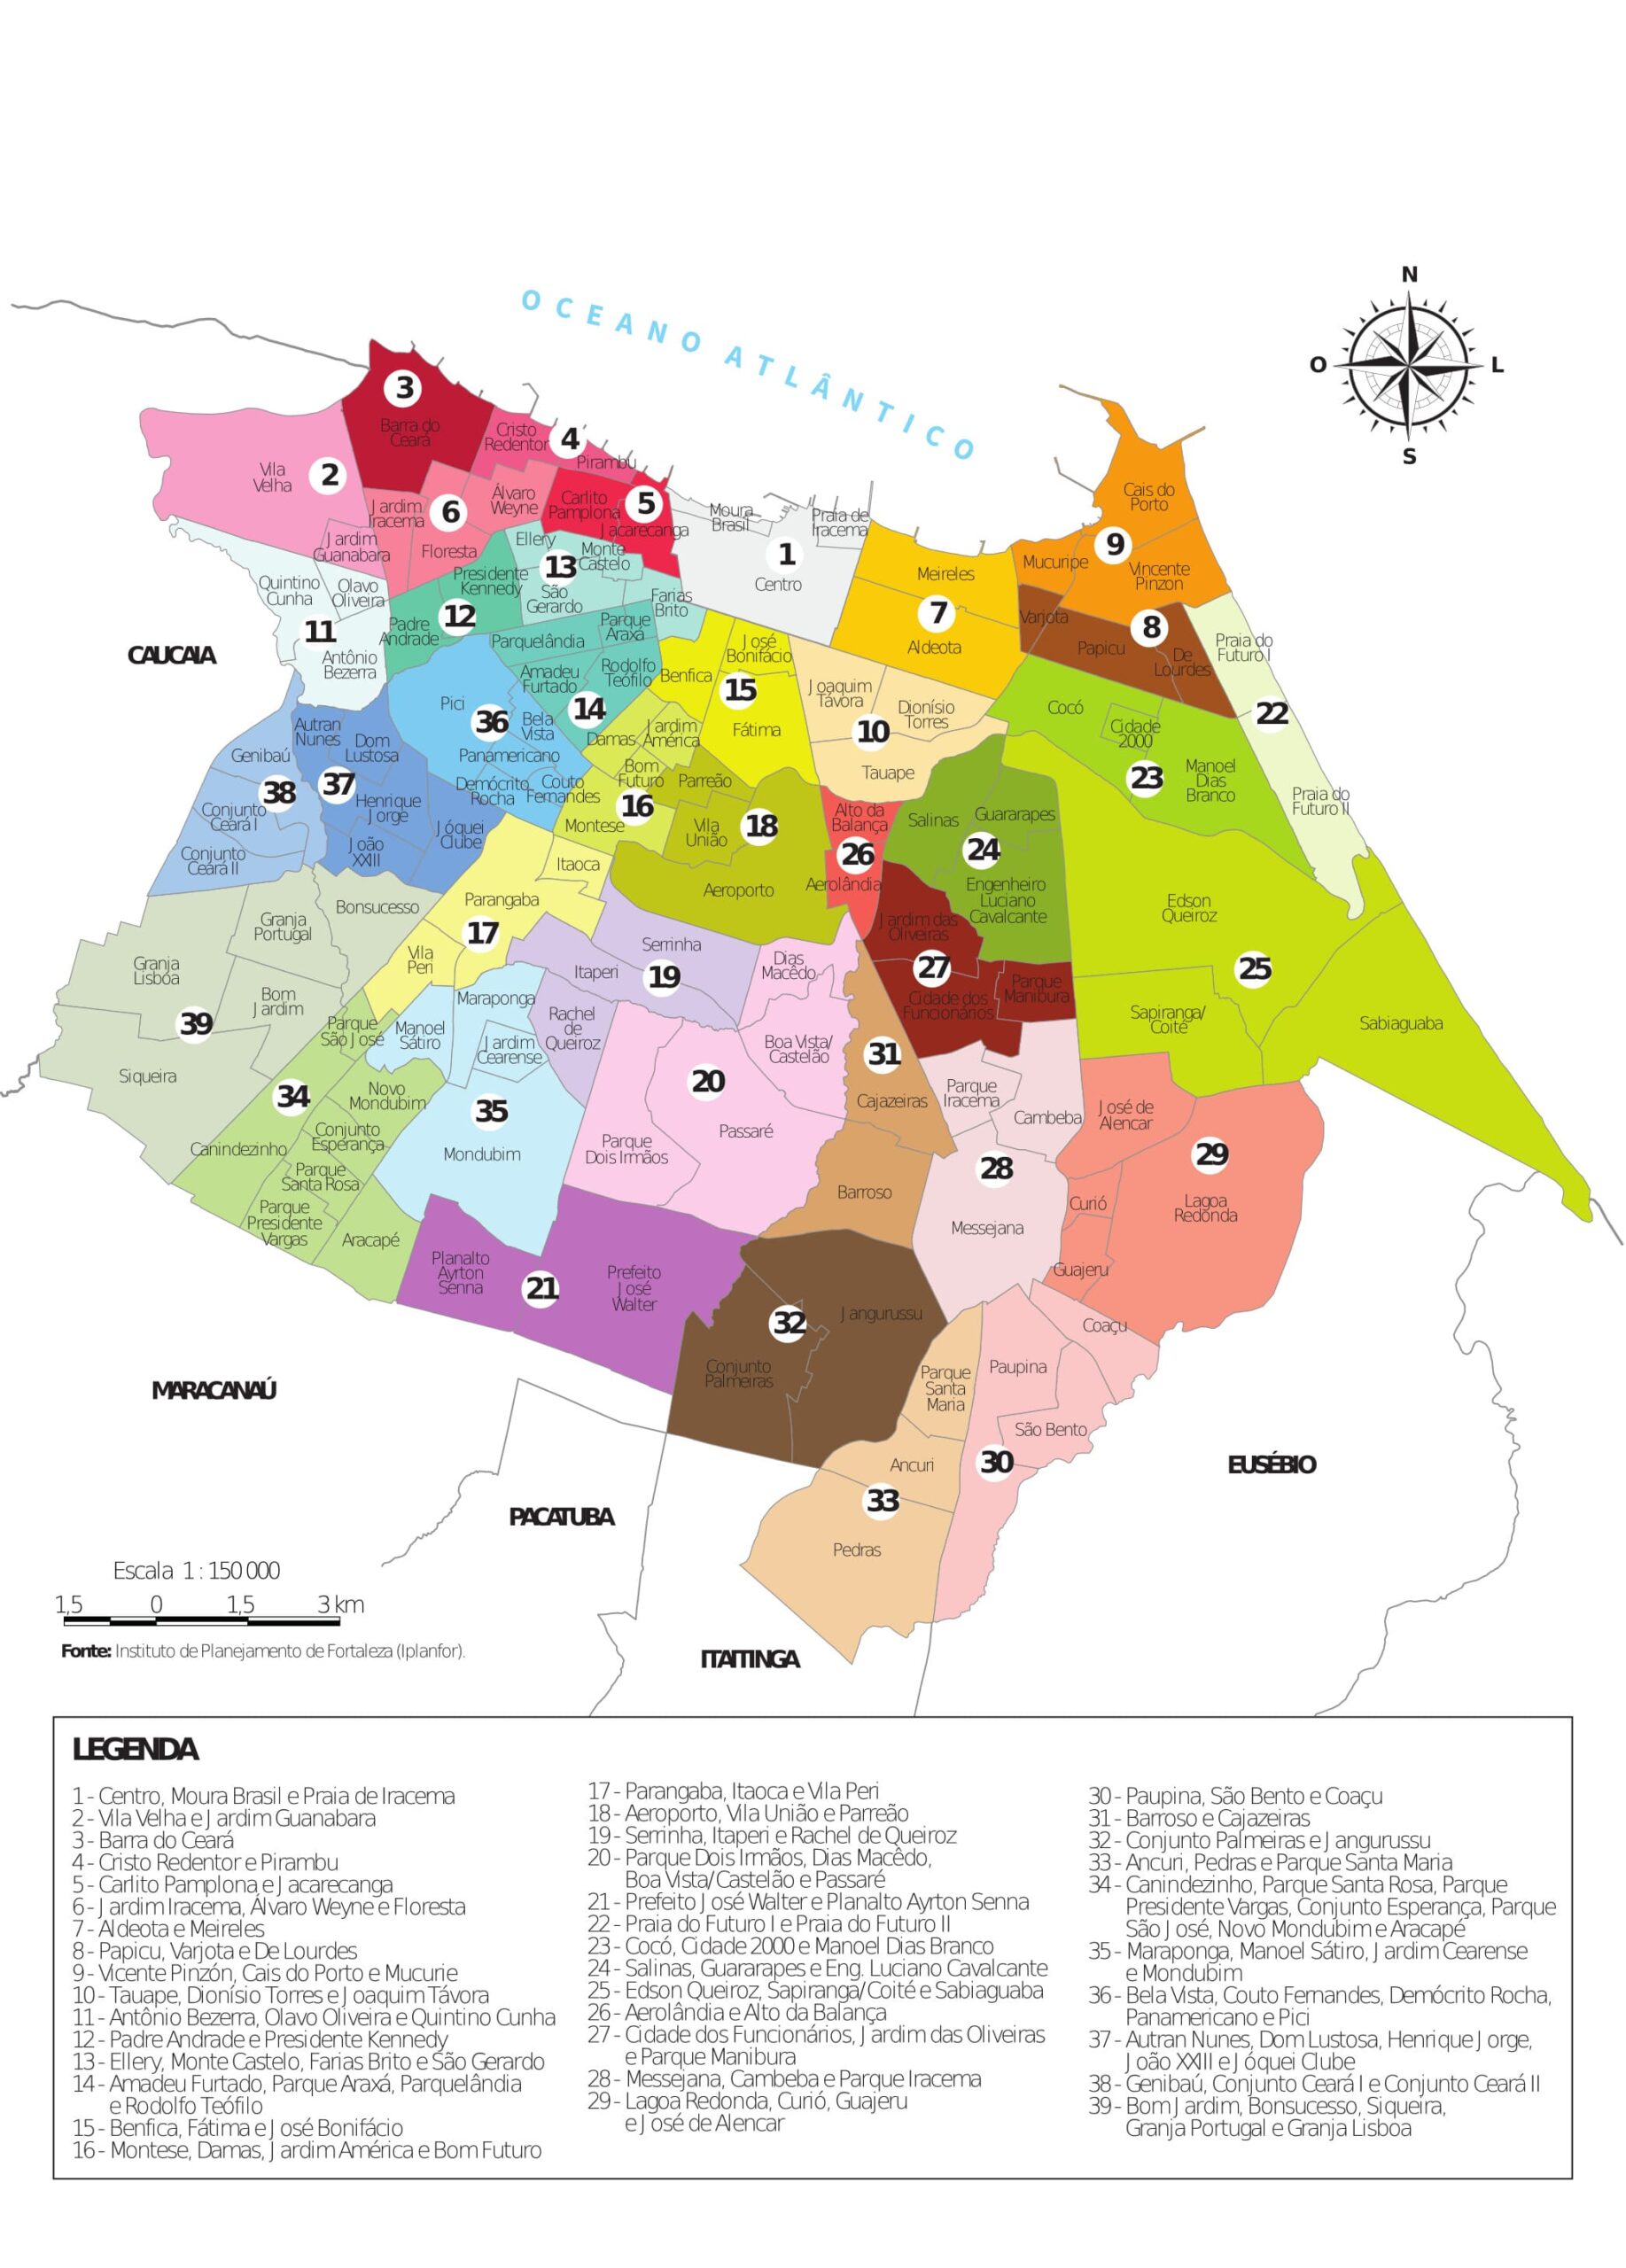 N
O
L
S
OCEANO ATLÂNTICO
3
Barra do
Ceará
Cristo
Redentor
4
Pirambu
2
Vila
Velha
Jardim
Iracema
6
Álvaro
Weyne
Carlito
Pamplona
5
Jacarecanga
Moura
Brasil
Praia de
Iracema
1
Centro
Cais do
Porto
9
Mucuripe
Vincente
Pinzon
Meireles
7
Aldeota
Varjota
8
Papicu
De
Lourdes
Praia do
Futuro I
22
Praia do
Futuro II
Jardim
Guanabara
Floresta
Ellery
13
Monte
Castelo
São
Gerardo
Farias
Brito
Presidente
Kennedy
12
Padre
Andrade
Quintino
Cunha
Olavo
Oliveira
11
Antônio
Bezerra
CAUCAIA
Parquelândia
Parque
Araxá
Amadeu
Furtado
Rodolfo
Teófilo
14
Benfica
José
Bonifácio
15
Fátima
Joaquim
Távora
Dionísio
Torres
10
Tauape
Cocó
Cidade
2000
23
Manoel
Dias
Branco
Pici
36
Bela
Vista
Panamericano
Demócrito
Rocha
Couto
Fernandes
Damas
Jardim
América
Bom
Futuro
16
Montese
Parreão
Vila
União
18
Aeroporto
Autran
Nunes
Dom
Lustosa
37
Henrique
Jorge
João
XXIII
Jóquei
Clube
Genibaú
38
Conjunto
Ceará I
Conjunto
Ceará II
Alto da
Balança
26
Aerolândia
Salinas
Guararapes
24
Engenheiro
Luciano
Cavalcante
Edson
Queiroz
25
Sapiranga/
Coité
Sabiaguaba
Itaoca
Parangaba
17
Vila
Peri
Bonsucesso
Granja
Portugal
Granja
Lisboa
Bom
Jardim
39
Siqueira
Serrinha
Itaperi
19
Rachel
de
Queiroz
Dias
Macêdo
Boa Vista/
Castelão
20
Passaré
Parque
Dois Irmãos
Jardim das
Oliveiras
27
Cidade dos
Funcionários
Parque
Manibura
31
Cajazeiras
Barroso
Parque
Iracema
Cambeba
28
Messejana
José de
Alencar
29
Curió
Lagoa
Redonda
Guajeru
Parque
São José
Manoel
Sátiro
Maraponga
Jardim
Cearense
35
Mondubim
34
Novo
Mondubim
Conjunto
Esperança
Canindezinho
Parque
Santa Rosa
Parque
Presidente
Vargas
Aracapé
Planalto
Ayrton
Senna
21
Prefeito
José
Walter
32
Jangurussu
Conjunto
Palmeiras
Coaçu
Paupina
São Bento
30
Parque
Santa
Maria
Ancuri
33
Pedras
MARACANAÚ
PACATUBA
ITAITINGA
EUSÉBIO
Escala 1 : 150 000
1,5 0 1,5 3 km
Fonte: Instituto de Planejamento de Fortaleza (Iplanfor).
LEGENDA
1 - Centro, Moura Brasil e Praia de Iracema
2 - Vila Velha e Jardim Guanabara
3 - Barra do Ceará
4 - Cristo Redentor e Pirambu
5 - Carlito Pamplona e Jacarecanga
6 - Jardim Iracema, Álvaro Weyne e Floresta
7 - Aldeota e Meireles
8 - Papicu, Varjota e De Lourdes
9 - Vicente Pinzón, Cais do Porto e Mucurie
10 - Tauape, Dionísio Torres e Joaquim Távora
11 - Antônio Bezerra, Olavo Oliveira e Quintino Cunha
12 - Padre Andrade e Presidente Kennedy
13 - Ellery, Monte Castelo, Farias Brito e São Gerardo
14 - Amadeu Furtado, Parque Araxá, Parquelândia
e Rodolfo Teófilo
15 - Benfica, Fátima e José Bonifácio
16 - Montese, Damas, Jardim América e Bom Futuro
17 - Parangaba, Itaoca e Vila Peri
18 - Aeroporto, Vila União e Parreão
19 - Serrinha, Itaperi e Rachel de Queiroz
20 - Parque Dois Irmãos, Dias Macêdo,
Boa Vista/Castelão e Passaré
21 - Prefeito José Walter e Planalto Ayrton Senna
22 - Praia do Futuro I e Praia do Futuro II
23 - Cocó, Cidade 2000 e Manoel Dias Branco
24 - Salinas, Guararapes e Eng. Luciano Cavalcante
25 - Edson Queiroz, Sapiranga/Coité e Sabiaguaba
26 - Aerolândia e Alto da Balança
27 - Cidade dos Funcionários, Jardim das Oliveiras
e Parque Manibura
28 - Messejana, Cambeba e Parque Iracema
29 - Lagoa Redonda, Curió, Guajeru
e José de Alencar
30 - Paupina, São Bento e Coaçu
31 - Barroso e Cajazeiras
32 - Conjunto Palmeiras e Jangurussu
33 - Ancuri, Pedras e Parque Santa Maria
34 - Canindezinho, Parque Santa Rosa, Parque
Presidente Vargas, Conjunto Esperança, Parque
São José, Novo Mondubim e Aracapé
35 - Maraponga, Manoel Sátiro, Jardim Cearense
e Mondubim
36 - Bela Vista, Couto Fernandes, Demócrito Rocha,
Panamericano e Pici
37 - Autran Nunes, Dom Lustosa, Henrique Jorge,
João XXIII e Jóquei Clube
38 - Genibaú, Conjunto Ceará I e Conjunto Ceará II
39 - Bom Jardim, Bonsucesso, Siqueira,
Granja Portugal e Granja Lisboa